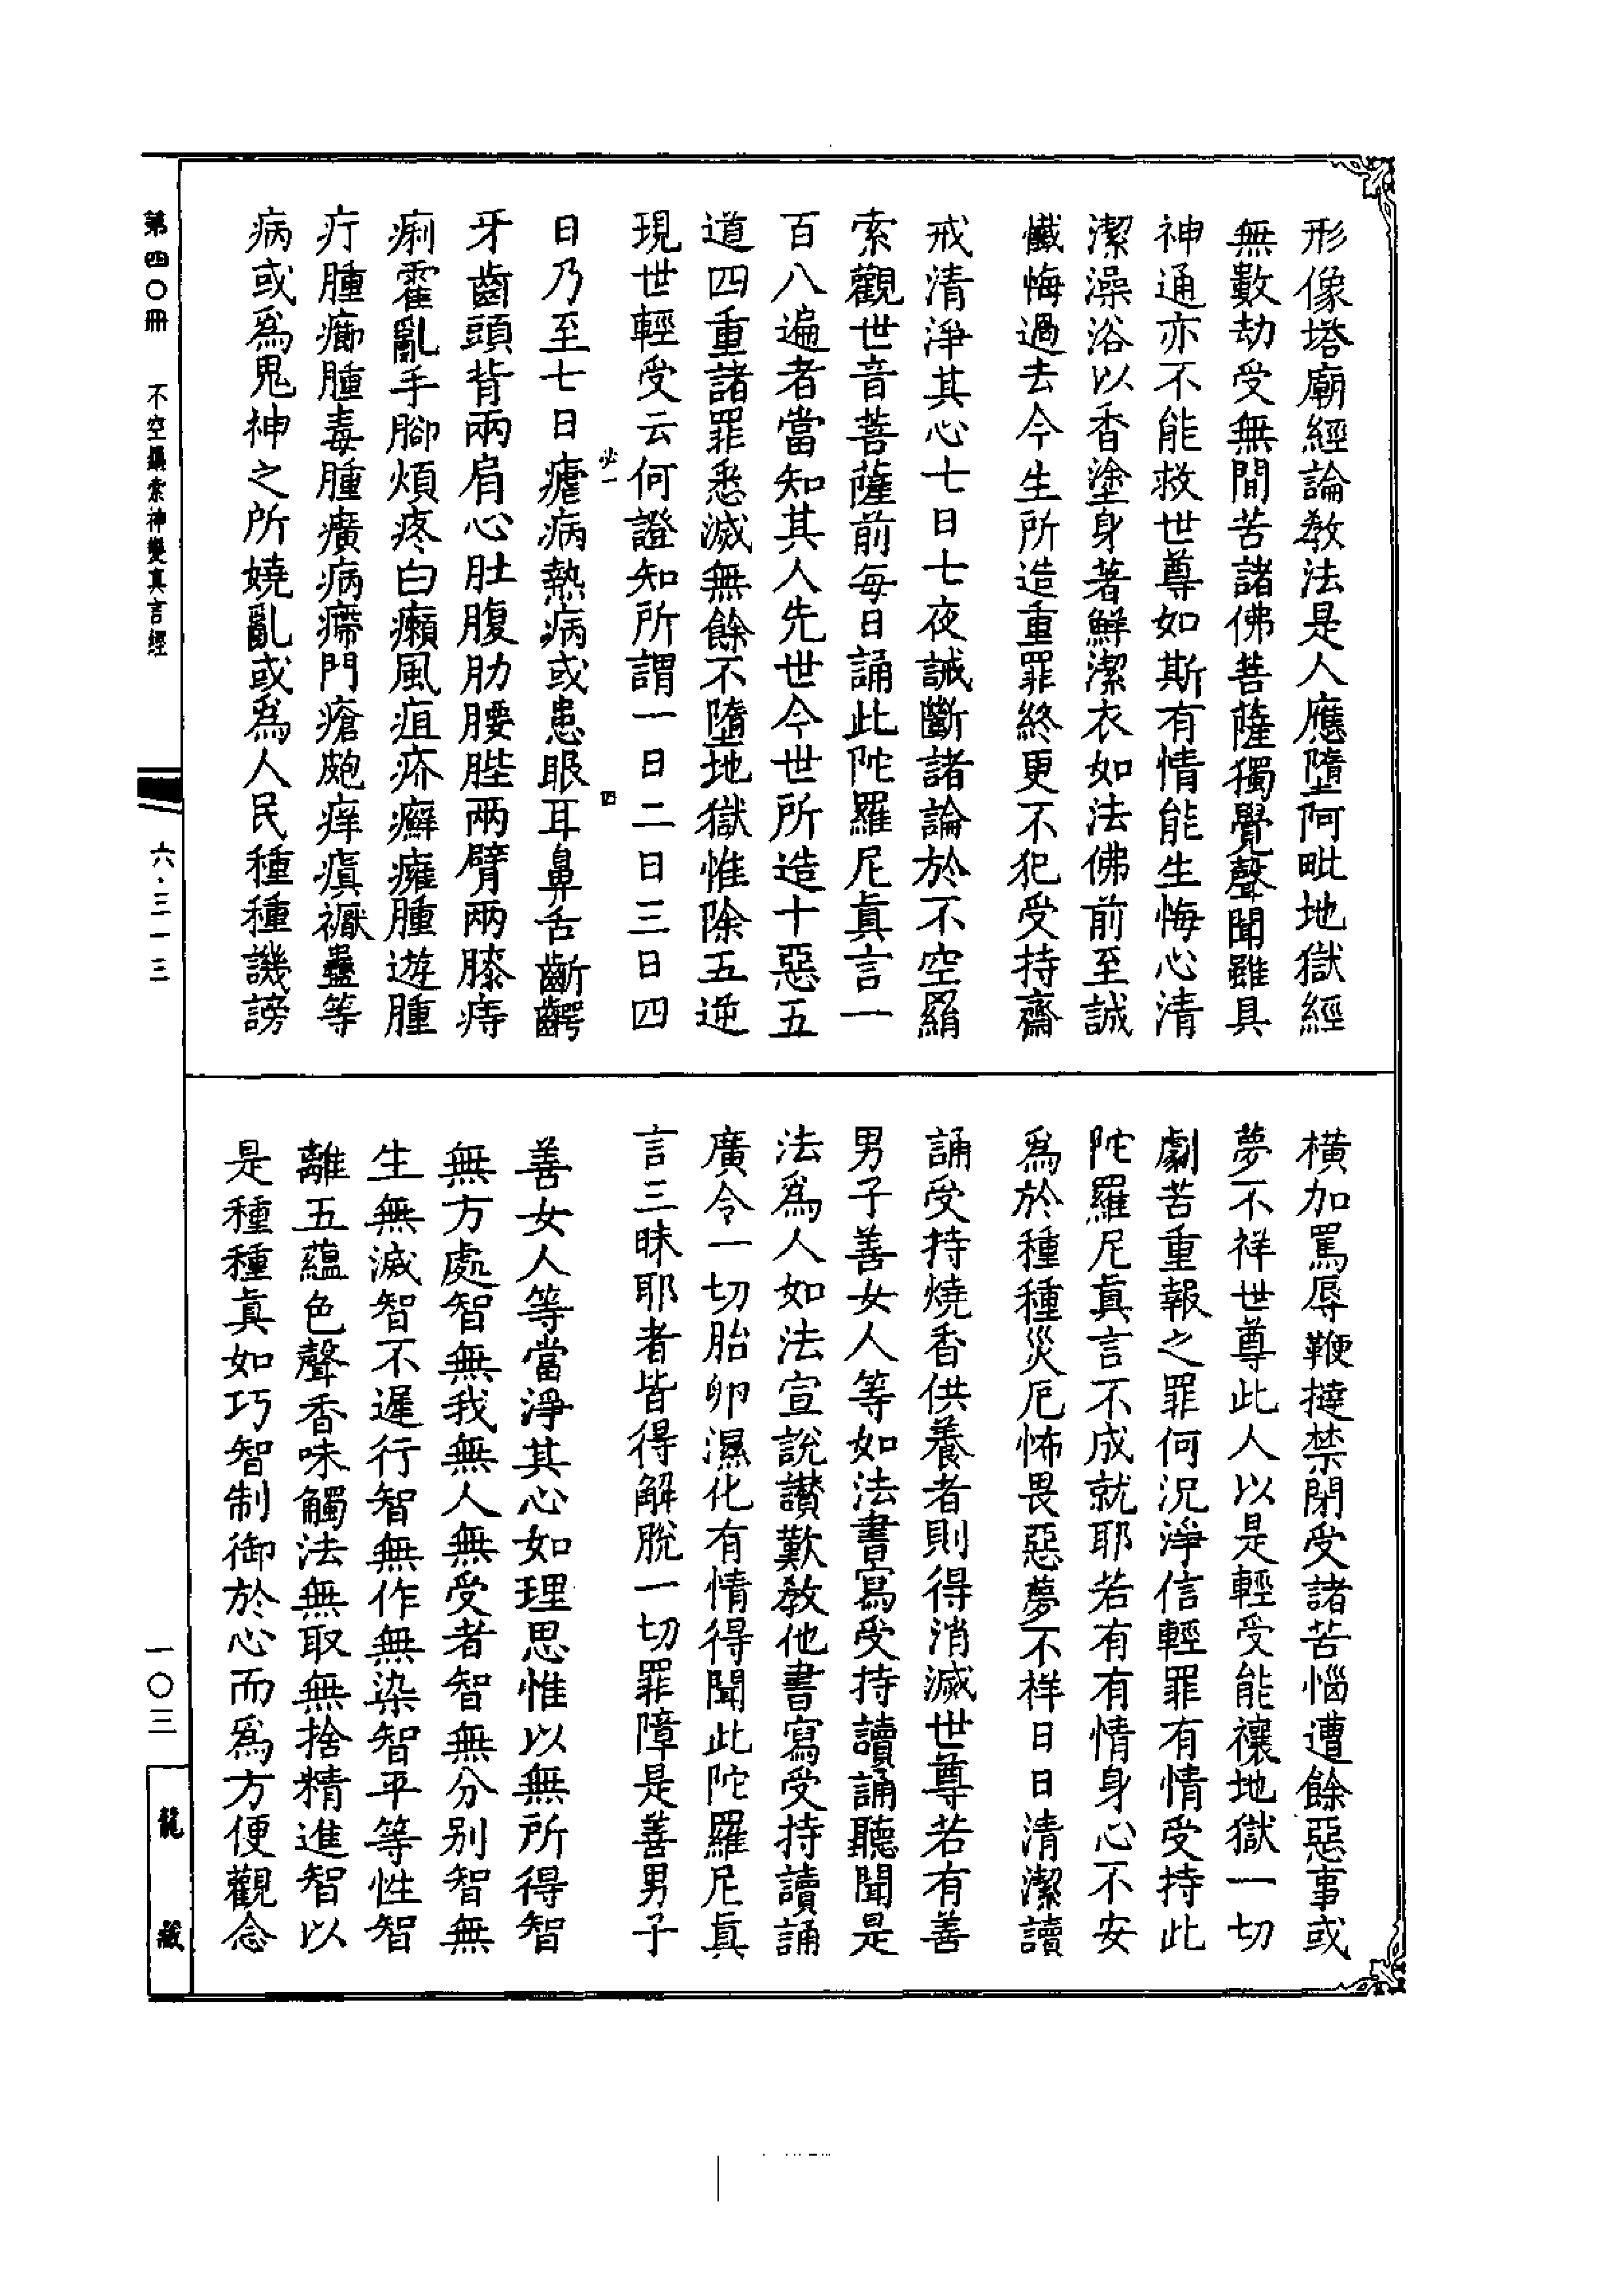 形像塔廟經論敎法是人應墮阿毗地獄經
無數劫受無間苦諸佛菩薩獨覺聲聞雖具
神通亦不能救世尊如斯有情能生悔心清
潔澡浴以香塗身著鮮潔衣如法佛前至誠
懺悔過去今生所造重罪終更不犯受持齋
戒清淨其心七日七夜誡斷諸論於不空羂
索觀世音菩薩前每日誦此陀羅尼眞言一
百八遍者當知其人先世今世所造十惡五
道四重諸罪悉滅無餘不墮地獄惟除五逆
現世輕受云何證知所謂一日二日三日四
必一 四
日乃至七日瘧病熱病或患眼耳鼻舌齗齶
牙齒頭背兩肩心肚腹肋腰䏶兩臂兩膝痔
痢霍亂手腳煩疼白癩風疽疥癬癰腫遊腫
疔腫癤腫毒腫癀病瘺門瘡皰痒瘨禰蠱等
病或爲鬼神之所嬈亂或爲人民種種譏謗
橫加罵辱鞭撻禁閉受諸苦惱遭餘惡事或
夢不祥世尊此人以是輕受能禳地獄一切
劇苦重報之罪何況淨信輕罪有情受持此
陀羅尼眞言不成就耶若有有情身心不安
爲於種種災厄怖畏惡夢不祥日日清潔讀
誦受持燒香供養者則得消滅世尊若有善
男子善女人等如法書寫受持讀誦聽聞是
法爲人如法宣說讚歎敎他書寫受持讀誦
廣令一切胎卵濕化有情得聞此陀羅尼眞
言三昧耶者皆得解脫一切罪障是善男子
善女人等當淨其心如理思惟以無所得智
無方處智無我無人無受者智無分別智無
生無滅智不遲行智無作無染智平等性智
離五蘊色聲香味觸法無取無捨精進智以
是種種眞如巧智制御於心而爲方便觀念
第四〇冊 不空羂索神變真言經 六·三一三 一〇三 龍藏